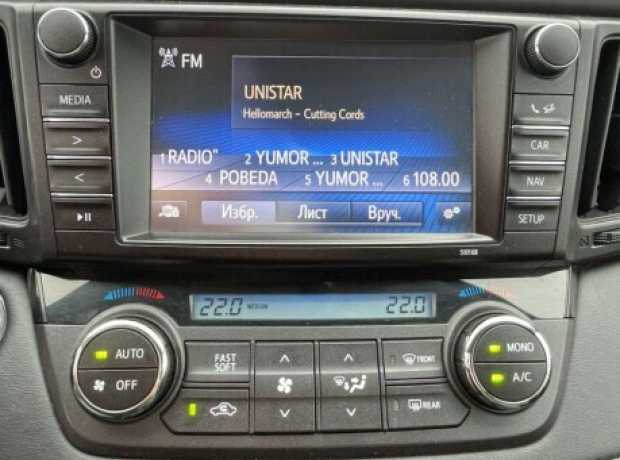 FM
UNISTAR
Hellomarch – Cutting Cords
1 RADIO" 2 YUMOR ... 3 UNISTAR
4 POBEDA 5 YUMOR ... 6 108.00
Избр. Лист Вруч.
MEDIA
>
<
CAR
NAV
SETUP
22.0 22.0
AUTO
OFF
FAST
SOFT
FRONT
REAR
MONO
A/C